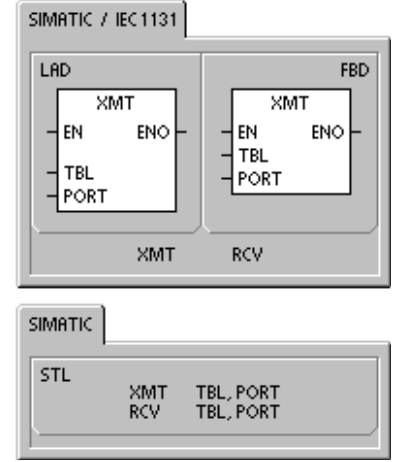 SIMATIC / IEC1131
LAD FBD
XMT XMT
EN ENO EN ENO
TBL TBL
PORT PORT
XMT RCV
SIMATIC
STL
XMT TBL, PORT
RCV TBL, PORT